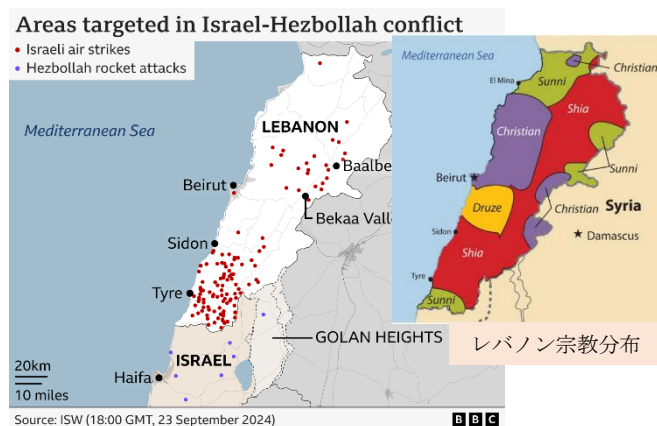 Areas targeted in Israel-Hezbollah conflict
Israeli air strikes
Hezbollah rocket attacks
Mediterranean Sea
LEBANON
Baalbe
Beirut
Bekaa Vall
Sidon
Tyre
GOLAN HEIGHTS
ISRAEL
Haifa
20km
10 miles
Source: ISW (18:00 GMT, 23 September 2024)
BBC
Mediterranean Sea
Christian
El Mina
Sunni
Shia
Christian
Sunni
Beirut
Syria
Christian
Druze
Damascus
Sidon
Shia
Tyre
Sunni
レバノン宗教分布